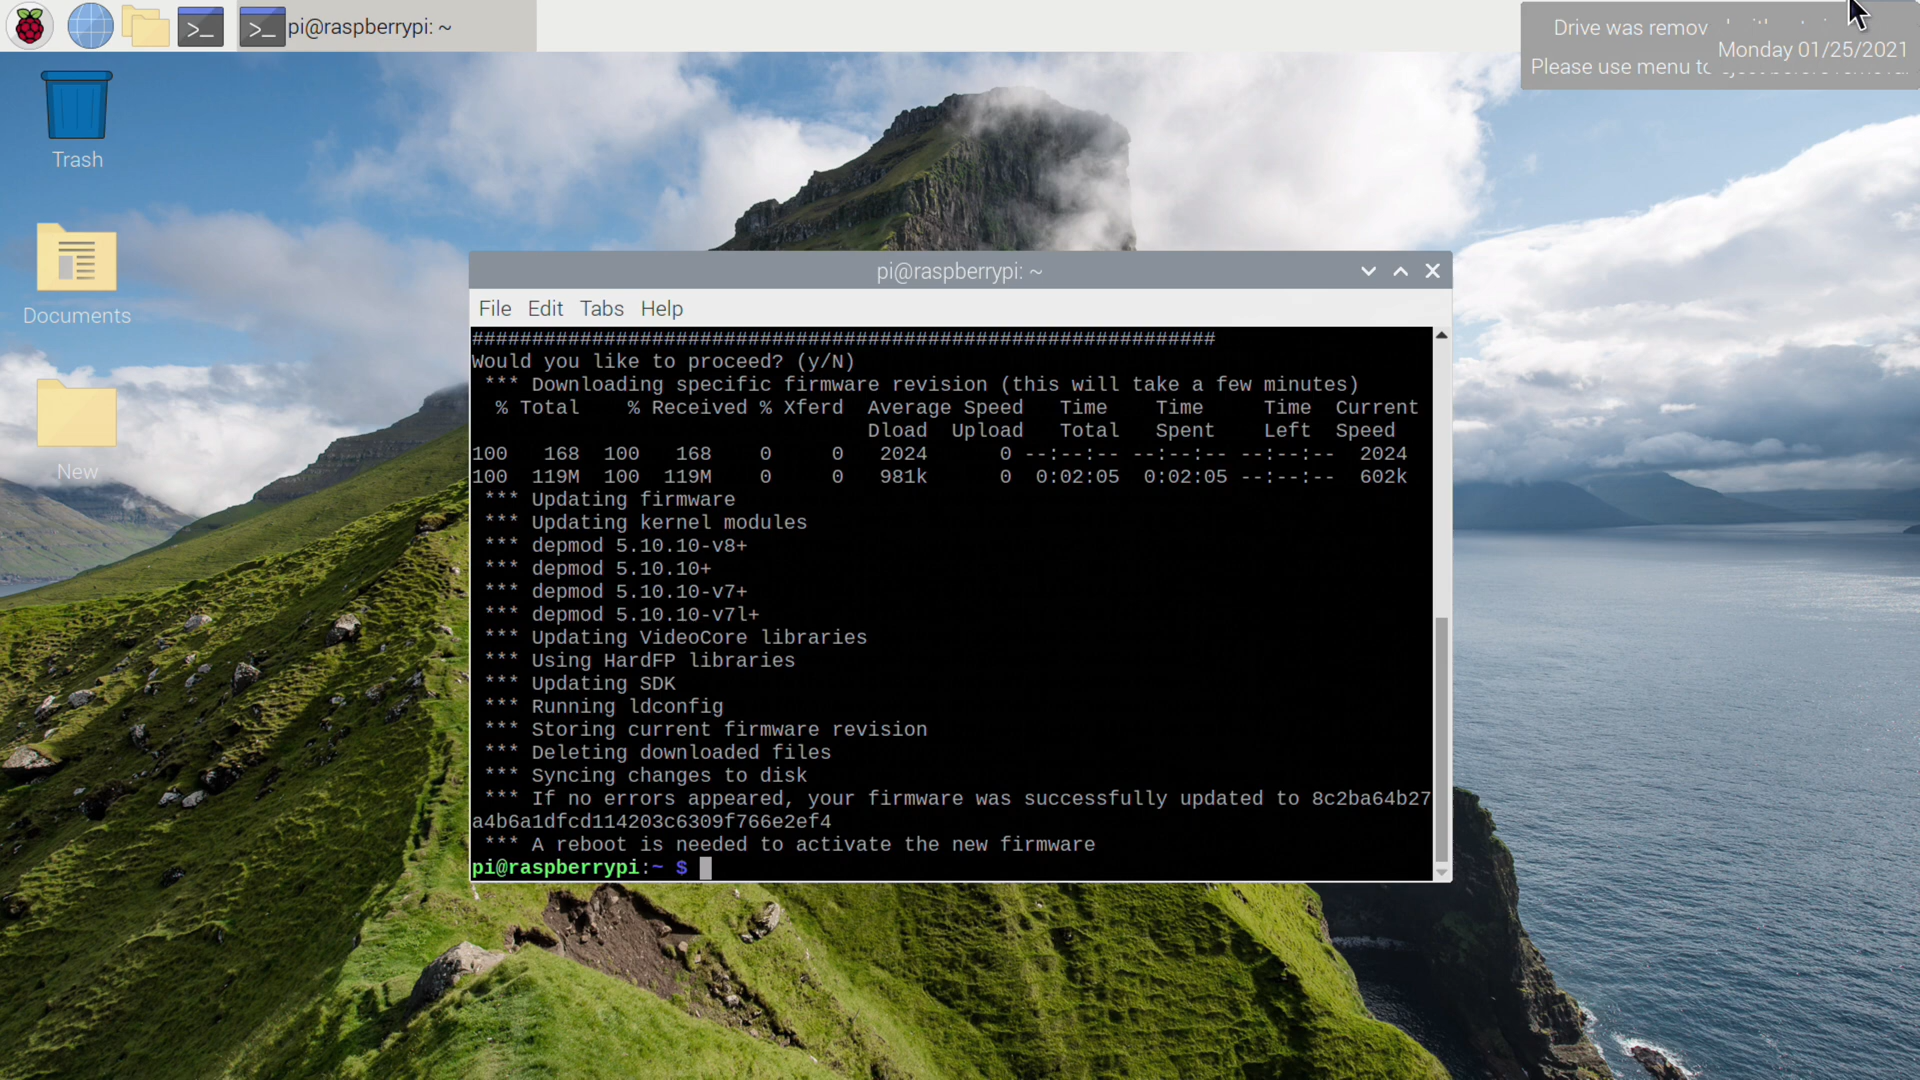 pi@raspberrypi: ~
Drive was remov
Monday 01/25/2021
Please use menu to
Trash
Documents
New
pi@raspberrypi: ~
File Edit Tabs Help
##############################################################
Would you like to proceed? (y/N)
*** Downloading specific firmware revision (this will take a few minutes)
% Total % Received % Xferd Average Speed Time Time Time Current
Dload Upload Total Spent Left Speed
100 168 100 168 0 0 2024 0 --:--:-- --:--:-- --:--:-- 2024
100 119M 100 119M 0 0 981k 0 0:02:05 0:02:05 --:--:-- 602k
*** Updating firmware
*** Updating kernel modules
*** depmod 5.10.10-v8+
*** depmod 5.10.10+
*** depmod 5.10.10-v7+
*** depmod 5.10.10-v7l+
*** Updating VideoCore libraries
*** Using HardFP libraries
*** Updating SDK
*** Running ldconfig
*** Storing current firmware revision
*** Deleting downloaded files
*** Syncing changes to disk
*** If no errors appeared, your firmware was successfully updated to 8c2ba64b27
a4b6a1dfcd114203c6309f766e2ef4
*** A reboot is needed to activate the new firmware
pi@raspberrypi:~ $